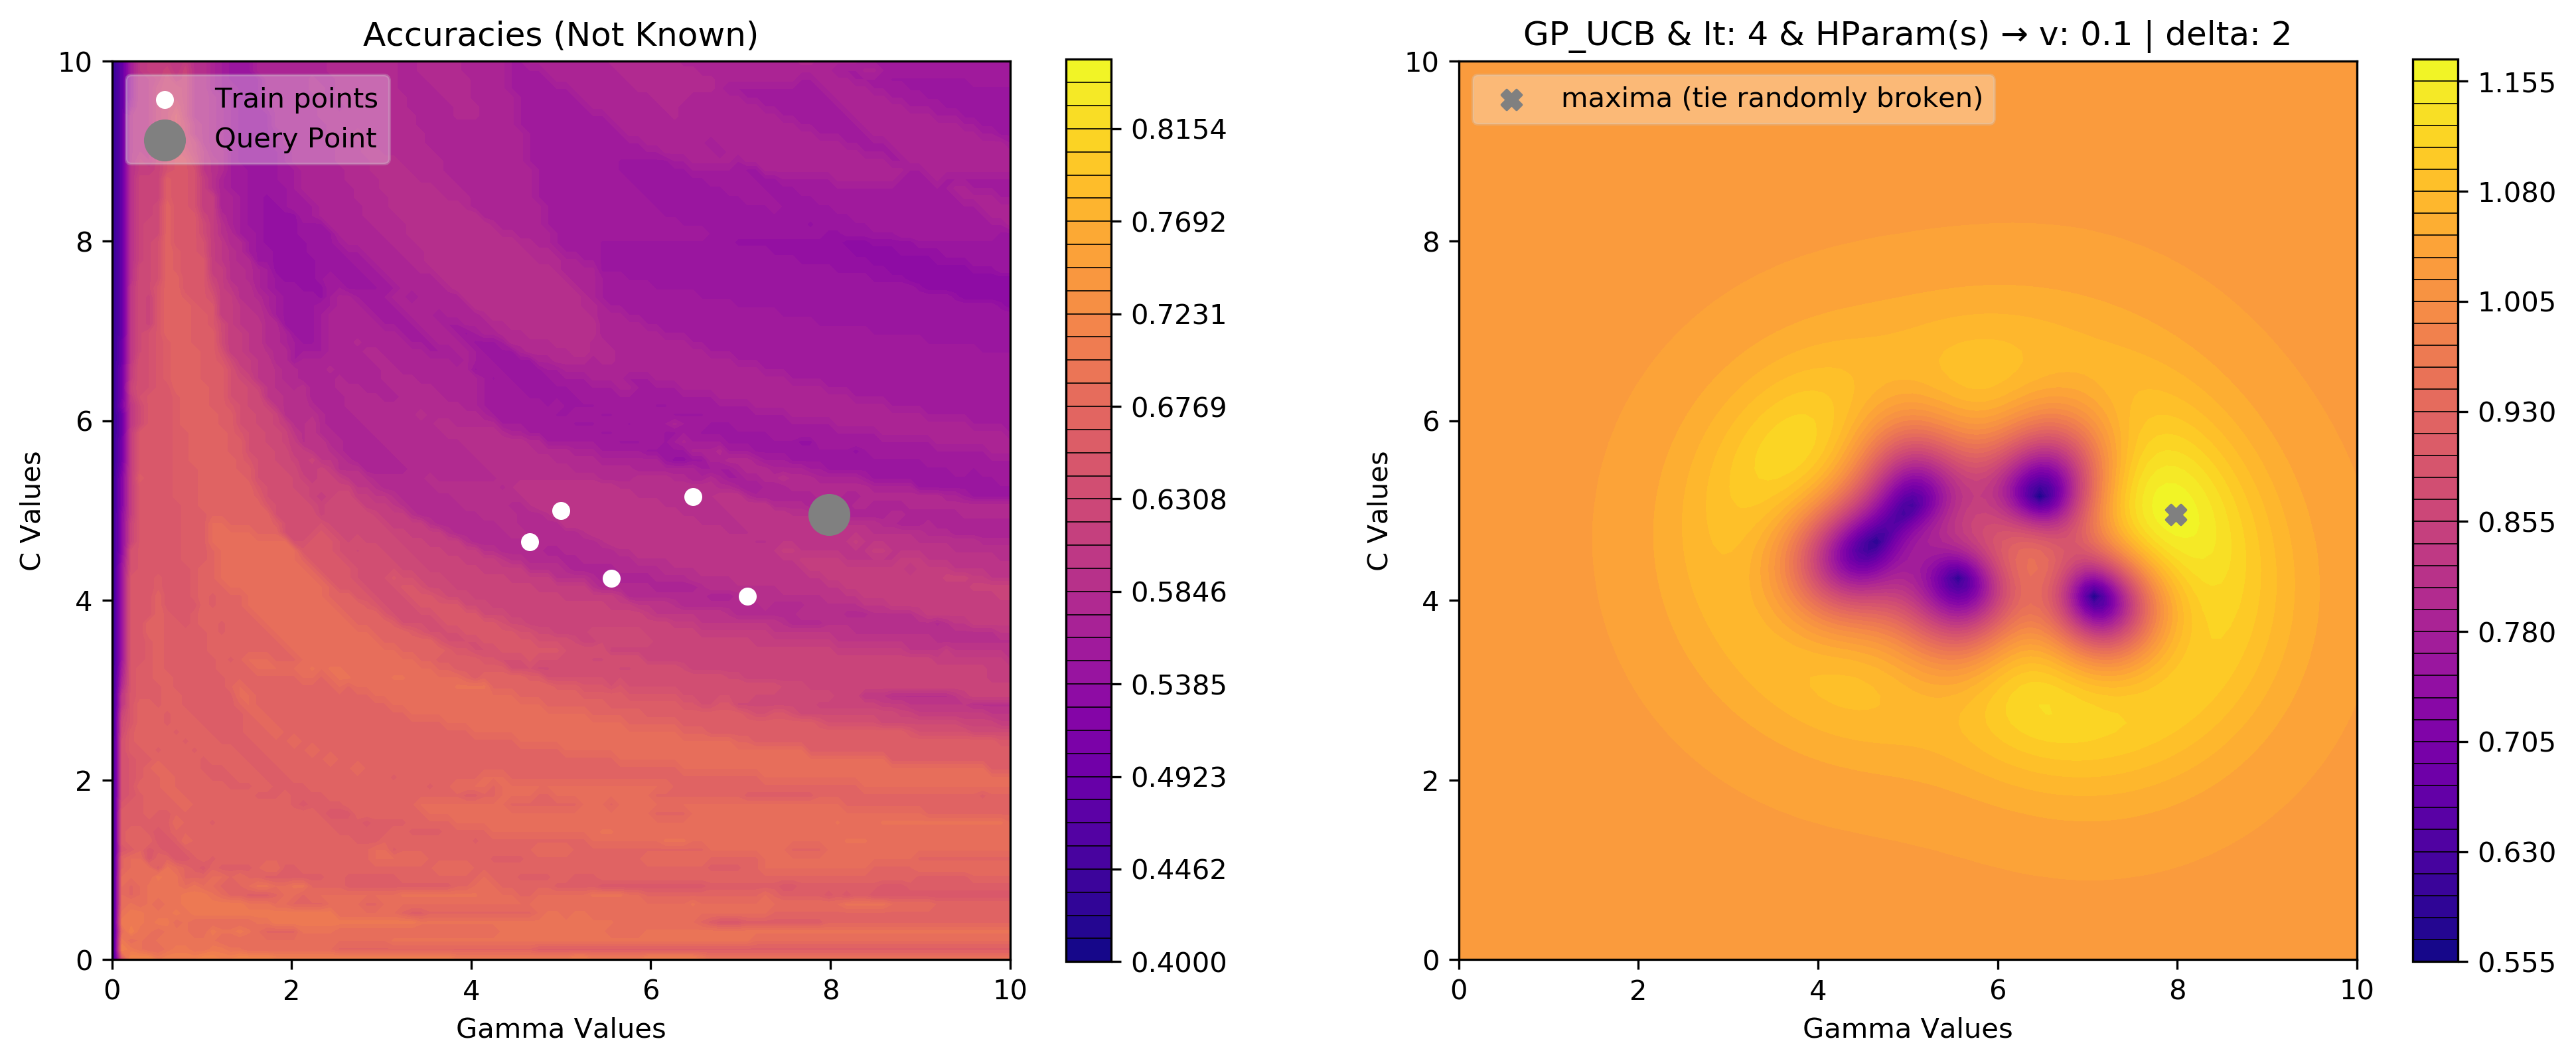 Accuracies (Not Known)
10
8
6
4
2
0
C Values
Train points
Query Point
0 2 4 6 8 10
Gamma Values
0.8154
0.7692
0.7231
0.6769
0.6308
0.5846
0.5385
0.4923
0.4462
0.4000
GP_UCB & It: 4 & HParam(s) → v: 0.1 | delta: 2
10
8
6
4
2
0
C Values
maxima (tie randomly broken)
0 2 4 6 8 10
Gamma Values
1.155
1.080
1.005
0.930
0.855
0.780
0.705
0.630
0.555